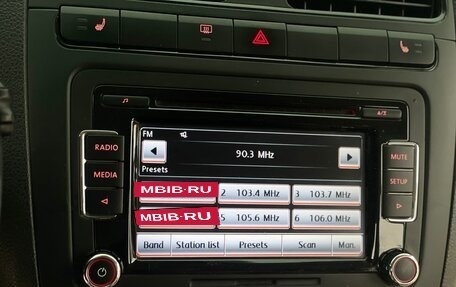 FM
90.3 MHz
Presets
RADIO
MEDIA
MUTE
SETUP
A/Z
MBIB-RU 2 103.4 MHz 3 103.7 MHz
MBIB-RU 5 105.6 MHz 6 106.0 MHz
Band Station list Presets Scan Man.